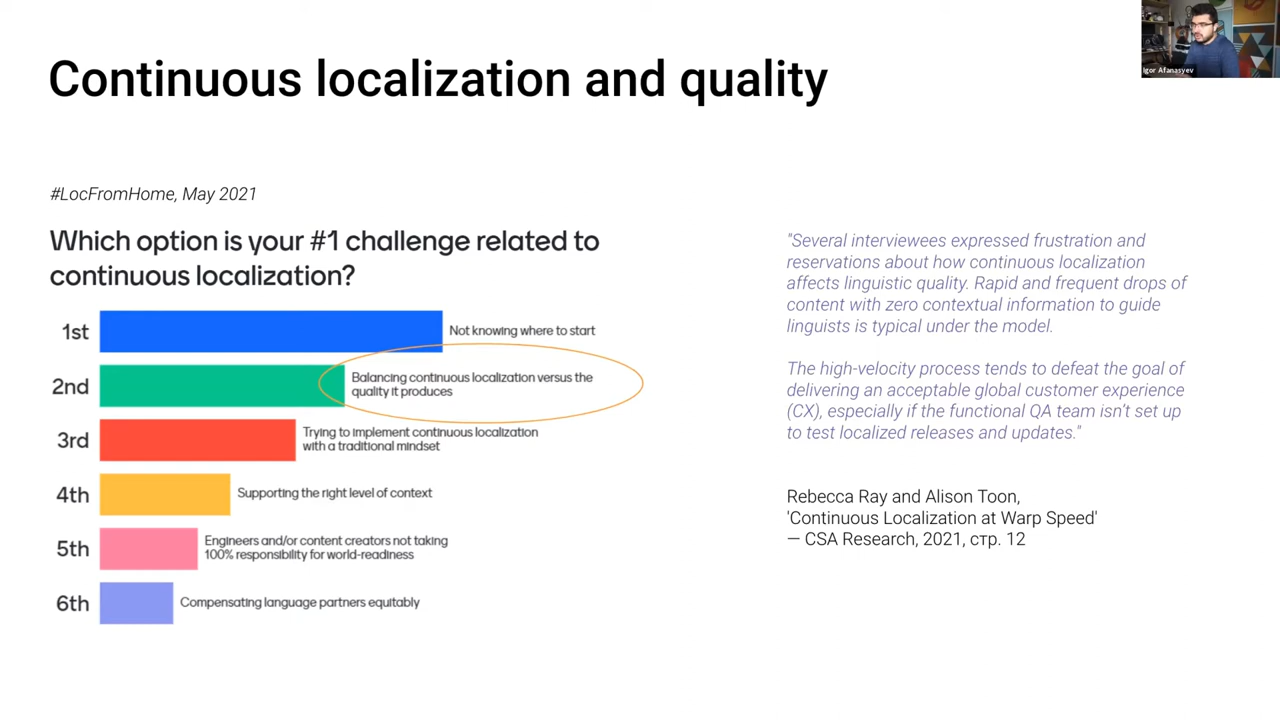 Continuous localization and quality
Igor Afanasyev
#LocFromHome, May 2021
Which option is your #1 challenge related to
continuous localization?
1st
Not knowing where to start
2nd
Balancing continuous localization versus the
quality it produces
3rd
Trying to implement continuous localization
with a traditional mindset
4th
Supporting the right level of context
5th
Engineers and/or content creators not taking
100% responsibility for world-readiness
6th
Compensating language partners equitably
"Several interviewees expressed frustration and
reservations about how continuous localization
affects linguistic quality. Rapid and frequent drops of
content with zero contextual information to guide
linguists is typical under the model.
The high-velocity process tends to defeat the goal of
delivering an acceptable global customer experience
(CX), especially if the functional QA team isn't set up
to test localized releases and updates."
Rebecca Ray and Alison Toon,
'Continuous Localization at Warp Speed'
— CSA Research, 2021, стр. 12